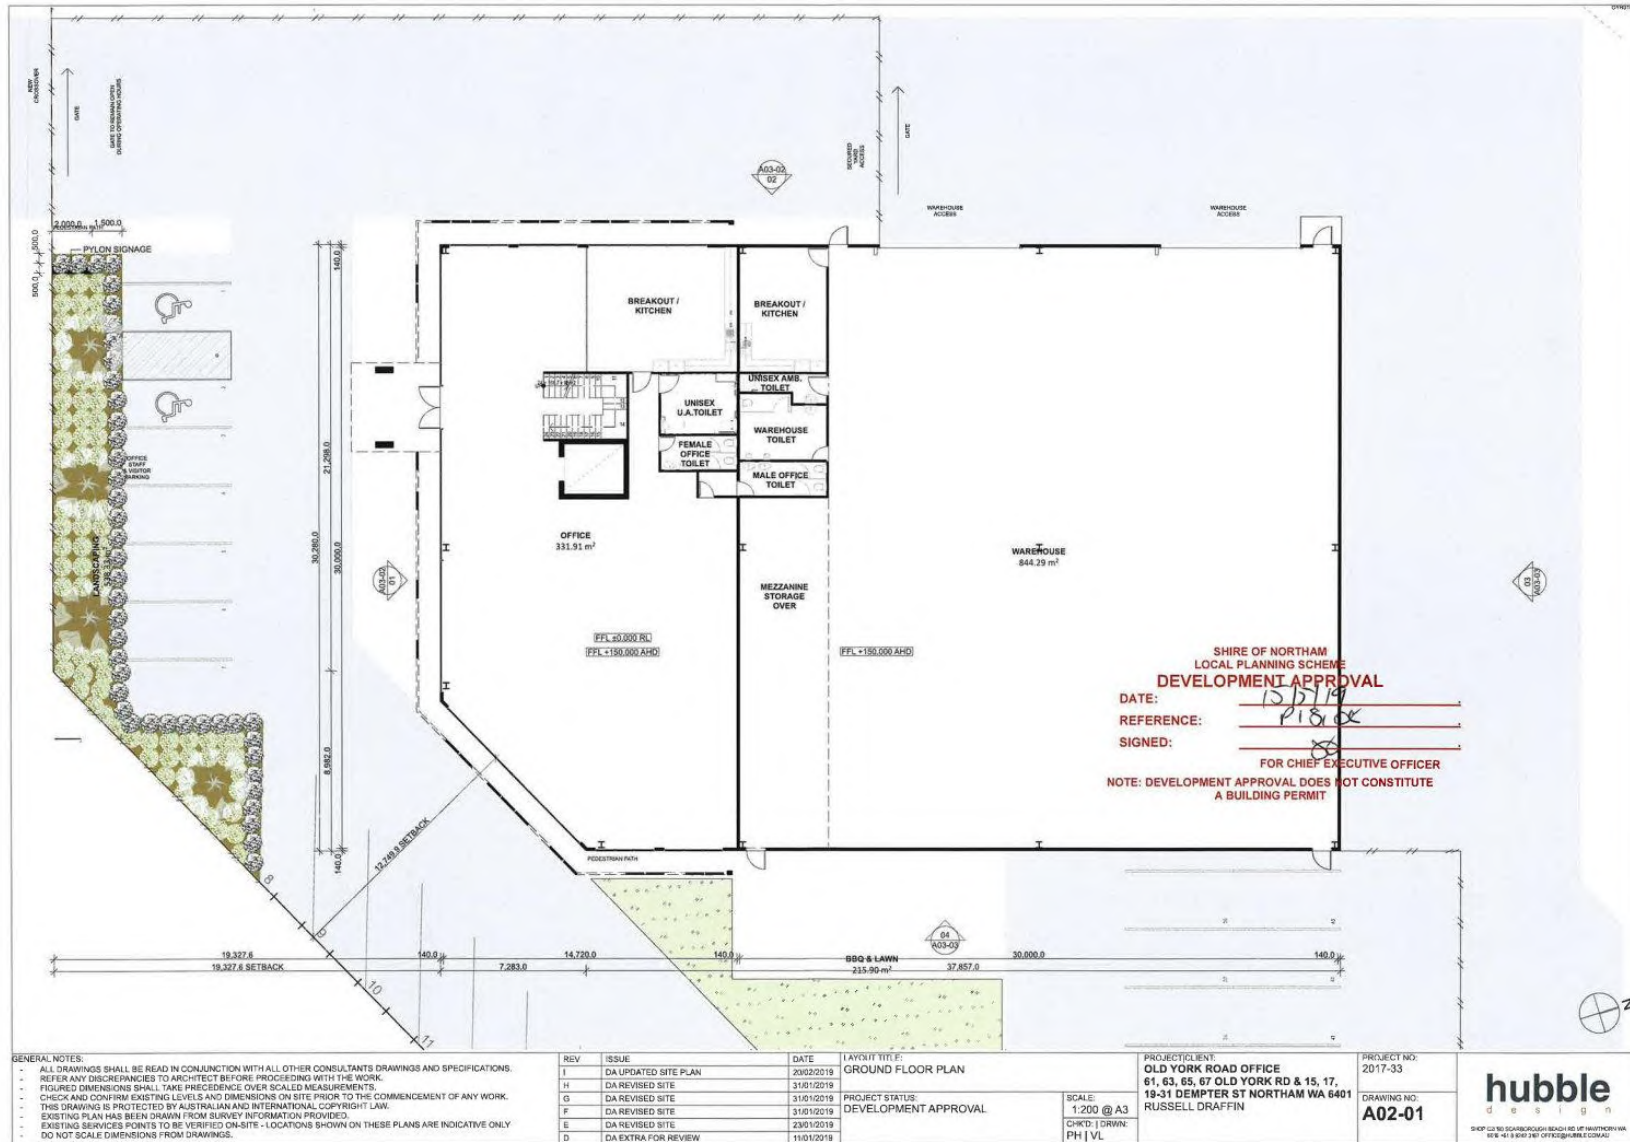 NEW
CROSSOVER
GATE
GATE TO REMAIN OPEN
DURING OPERATING HOURS
SECURED
YARD
ACCESS
GATE
A03-02
02
WAREHOUSE
ACCESS
WAREHOUSE
ACCESS
2,000.0
1,500.0
PEDESTRIAN PATH
PYLON SIGNAGE
500.0
500.0
140.0
BREAKOUT /
KITCHEN
BREAKOUT /
KITCHEN
UNISEX AMB.
TOILET
UNISEX
U.A.TOILET
WAREHOUSE
TOILET
FEMALE
OFFICE
TOILET
MALE OFFICE
TOILET
OFFICE
STAFF
& VISITOR
PARKING
LANDSCAPING
21,298.0
30,280.0
30,000.0
8,982.0
140.0
A03-02
01
OFFICE
331.91 m²
WAREHOUSE
844.29 m²
MEZZANINE
STORAGE
OVER
03
A03-03
FFL ±0.000 RL
FFL +150.000 AHD
FFL +150.000 AHD
SHIRE OF NORTHAM
LOCAL PLANNING SCHEME
DEVELOPMENT APPROVAL
DATE: 15/5/19
REFERENCE:
SIGNED:
FOR CHIEF EXECUTIVE OFFICER
NOTE: DEVELOPMENT APPROVAL DOES NOT CONSTITUTE
A BUILDING PERMIT
12,749.9 SETBACK
PEDESTRIAN PATH
8
9
10
11
04
A03-03
19,327.6
140.0
14,720.0
140.0
30,000.0
140.0
19,327.6 SETBACK
7,283.0
37,857.0
BBQ & LAWN
215.90 m²
N
GENERAL NOTES:
- ALL DRAWINGS SHALL BE READ IN CONJUNCTION WITH ALL OTHER CONSULTANTS DRAWINGS AND SPECIFICATIONS.
- REFER ANY DISCREPANCIES TO ARCHITECT BEFORE PROCEEDING WITH THE WORK.
- FIGURED DIMENSIONS SHALL TAKE PRECEDENCE OVER SCALED MEASUREMENTS.
- CHECK AND CONFIRM EXISTING LEVELS AND DIMENSIONS ON SITE PRIOR TO THE COMMENCEMENT OF ANY WORK.
- THIS DRAWING IS PROTECTED BY AUSTRALIAN AND INTERNATIONAL COPYRIGHT LAW.
- EXISTING PLAN HAS BEEN DRAWN FROM SURVEY INFORMATION PROVIDED.
- EXISTING SERVICES POINTS TO BE VERIFIED ON-SITE - LOCATIONS SHOWN ON THESE PLANS ARE INDICATIVE ONLY
- DO NOT SCALE DIMENSIONS FROM DRAWINGS.
REV ISSUE DATE
I DA UPDATED SITE PLAN 20/02/2019
H DA REVISED SITE 31/01/2019
G DA REVISED SITE 31/01/2019
F DA REVISED SITE 31/01/2019
E DA REVISED SITE 23/01/2019
D DA EXTRA FOR REVIEW 11/01/2019
LAYOUT TITLE:
GROUND FLOOR PLAN
PROJECT STATUS:
DEVELOPMENT APPROVAL
SCALE:
1:200 @ A3
CHK'D: | DRWN:
PH | VL
PROJECT|CLIENT:
OLD YORK ROAD OFFICE
61, 63, 65, 67 OLD YORK RD & 15, 17,
19-31 DEMPTER ST NORTHAM WA 6401
RUSSELL DRAFFIN
PROJECT NO:
2017-33
DRAWING NO:
A02-01
hubble
design